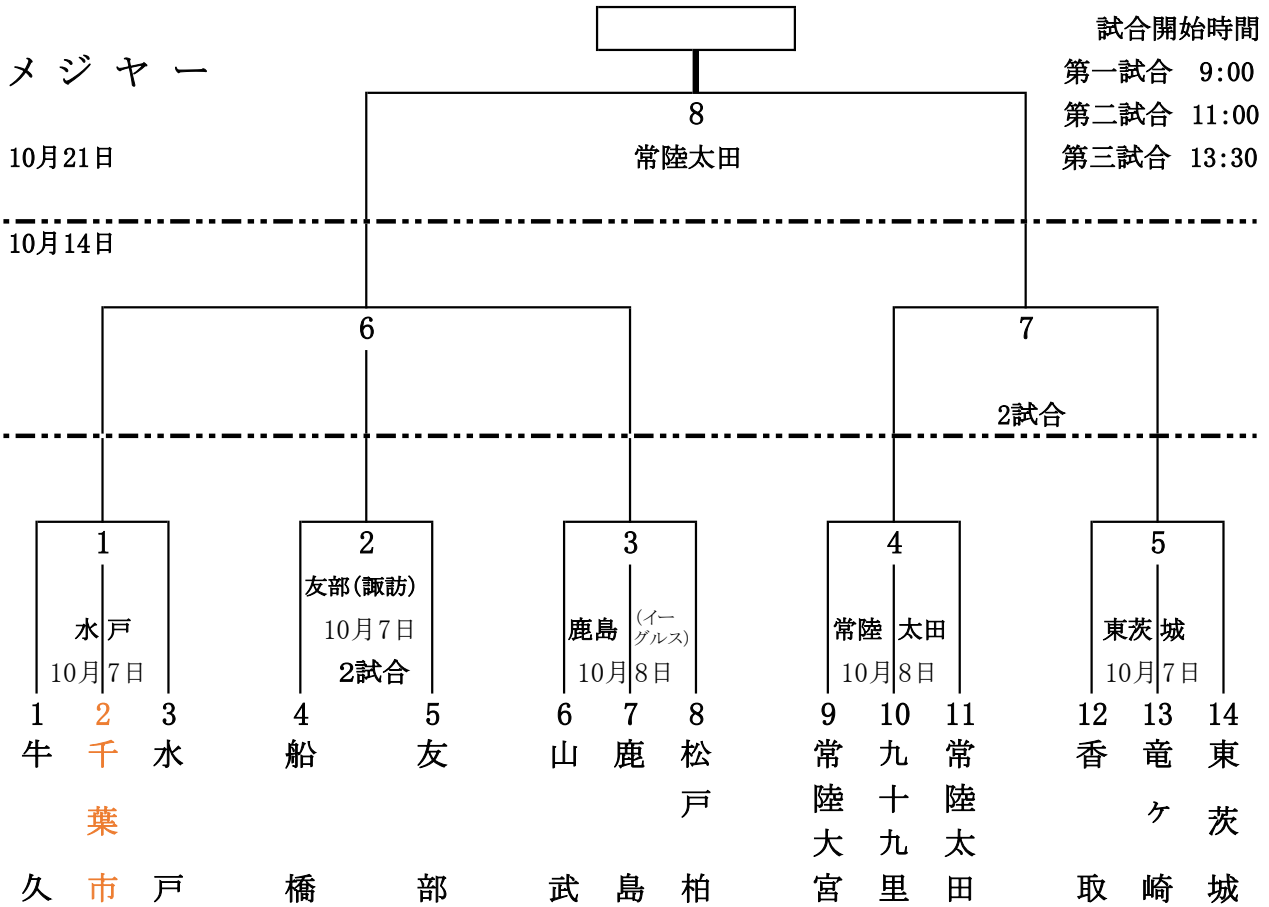 試合開始時間
メジヤー
第一試合 9:00
8
第二試合 11:00
10月21日
常陸太田
第三試合 13:30
10月14日
6
7
2試合
1
2
3
4
5
友部(諏訪)
水戸
10月7日
鹿島
(イー
グルス)
常陸太田
東茨城
10月7日
2試合
10月8日
10月8日
10月7日
1
2
3
4
5
6
7
8
9
10
11
12
13
14
牛久
千葉市
水戸
船橋
友部
山武
鹿島
松戸柏
常陸大宮
九十九里
常陸太田
香取
竜ケ崎
東茨城